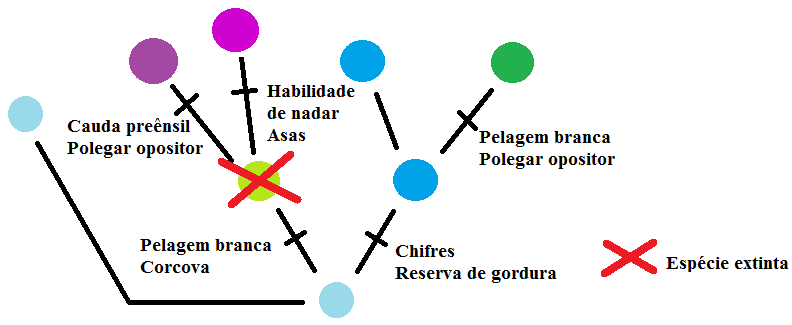 Habilidade
de nadar
Asas
Cauda preênsil
Polegar opositor
Pelagem branca
Polegar opositor
Pelagem branca
Corcova
Chifres
Reserva de gordura
Espécie extinta